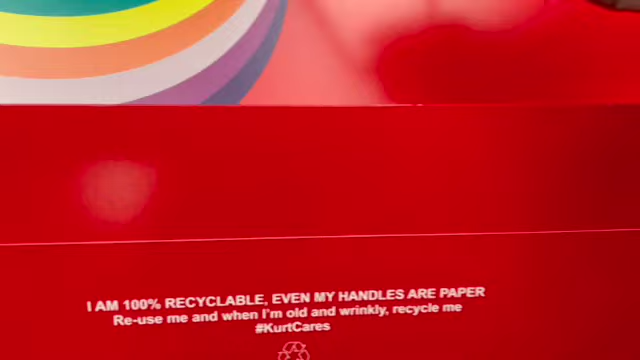 I AM 100% RECYCLABLE, EVEN MY HANDLES ARE PAPER
Re-use me and when I'm old and wrinkly, recycle me
#KurtCares